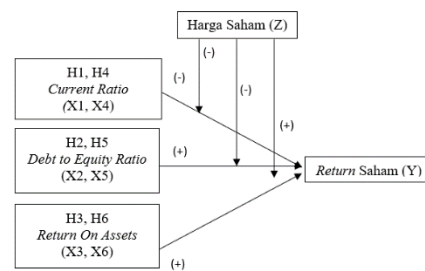 Harga Saham (Z)
(-)
H1, H4
Current Ratio
(X1, X4)
(-)
(-)
(+)
H2, H5
Debt to Equity Ratio
(X2, X5)
(+)
Return Saham (Y)
H3, H6
Return On Assets
(X3, X6)
(+)